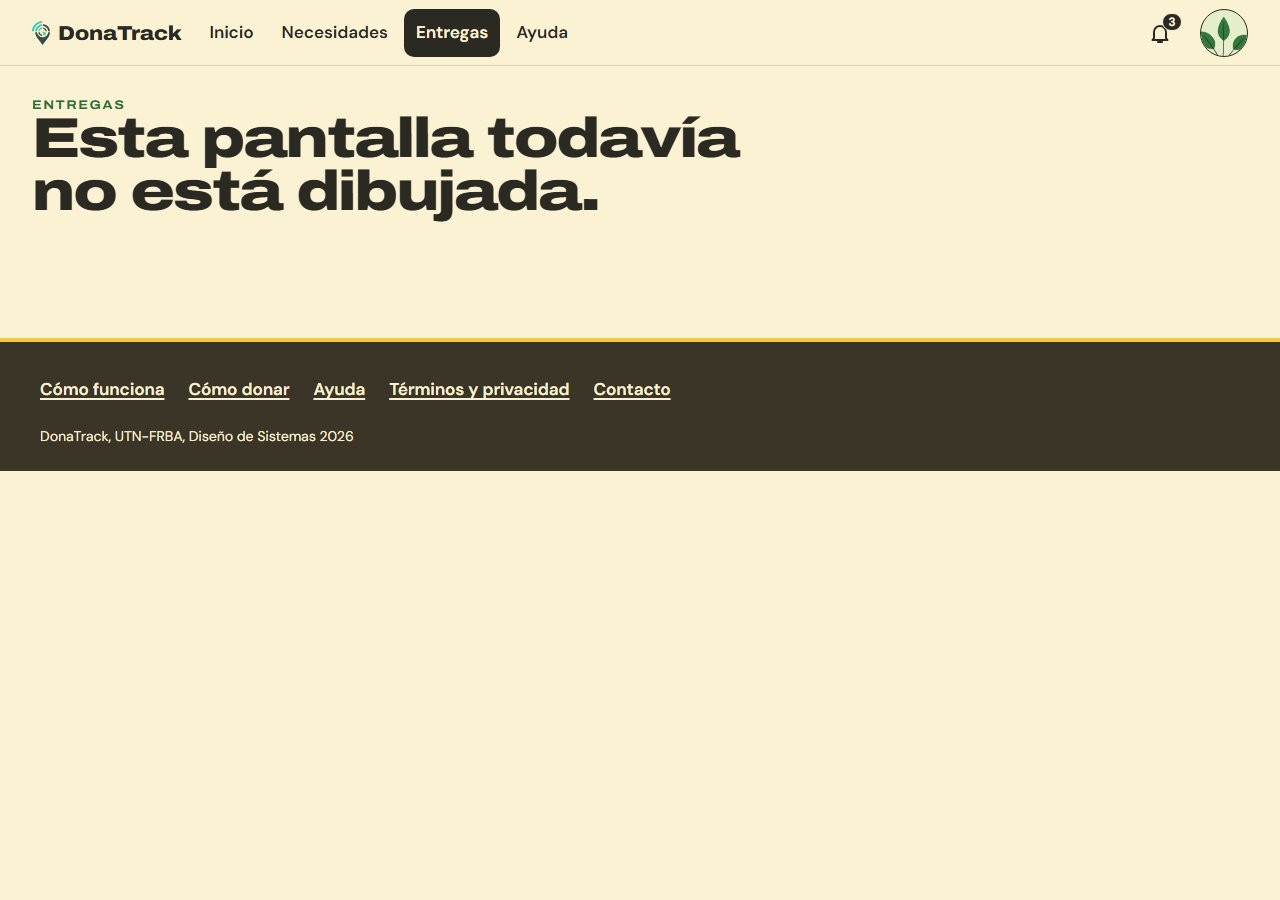 DonaTrack
Inicio
Necesidades
Entregas
Ayuda
3
ENTREGAS
Esta pantalla todavía
no está dibujada.
Cómo funciona
Cómo donar
Ayuda
Términos y privacidad
Contacto
DonaTrack, UTN-FRBA, Diseño de Sistemas 2026